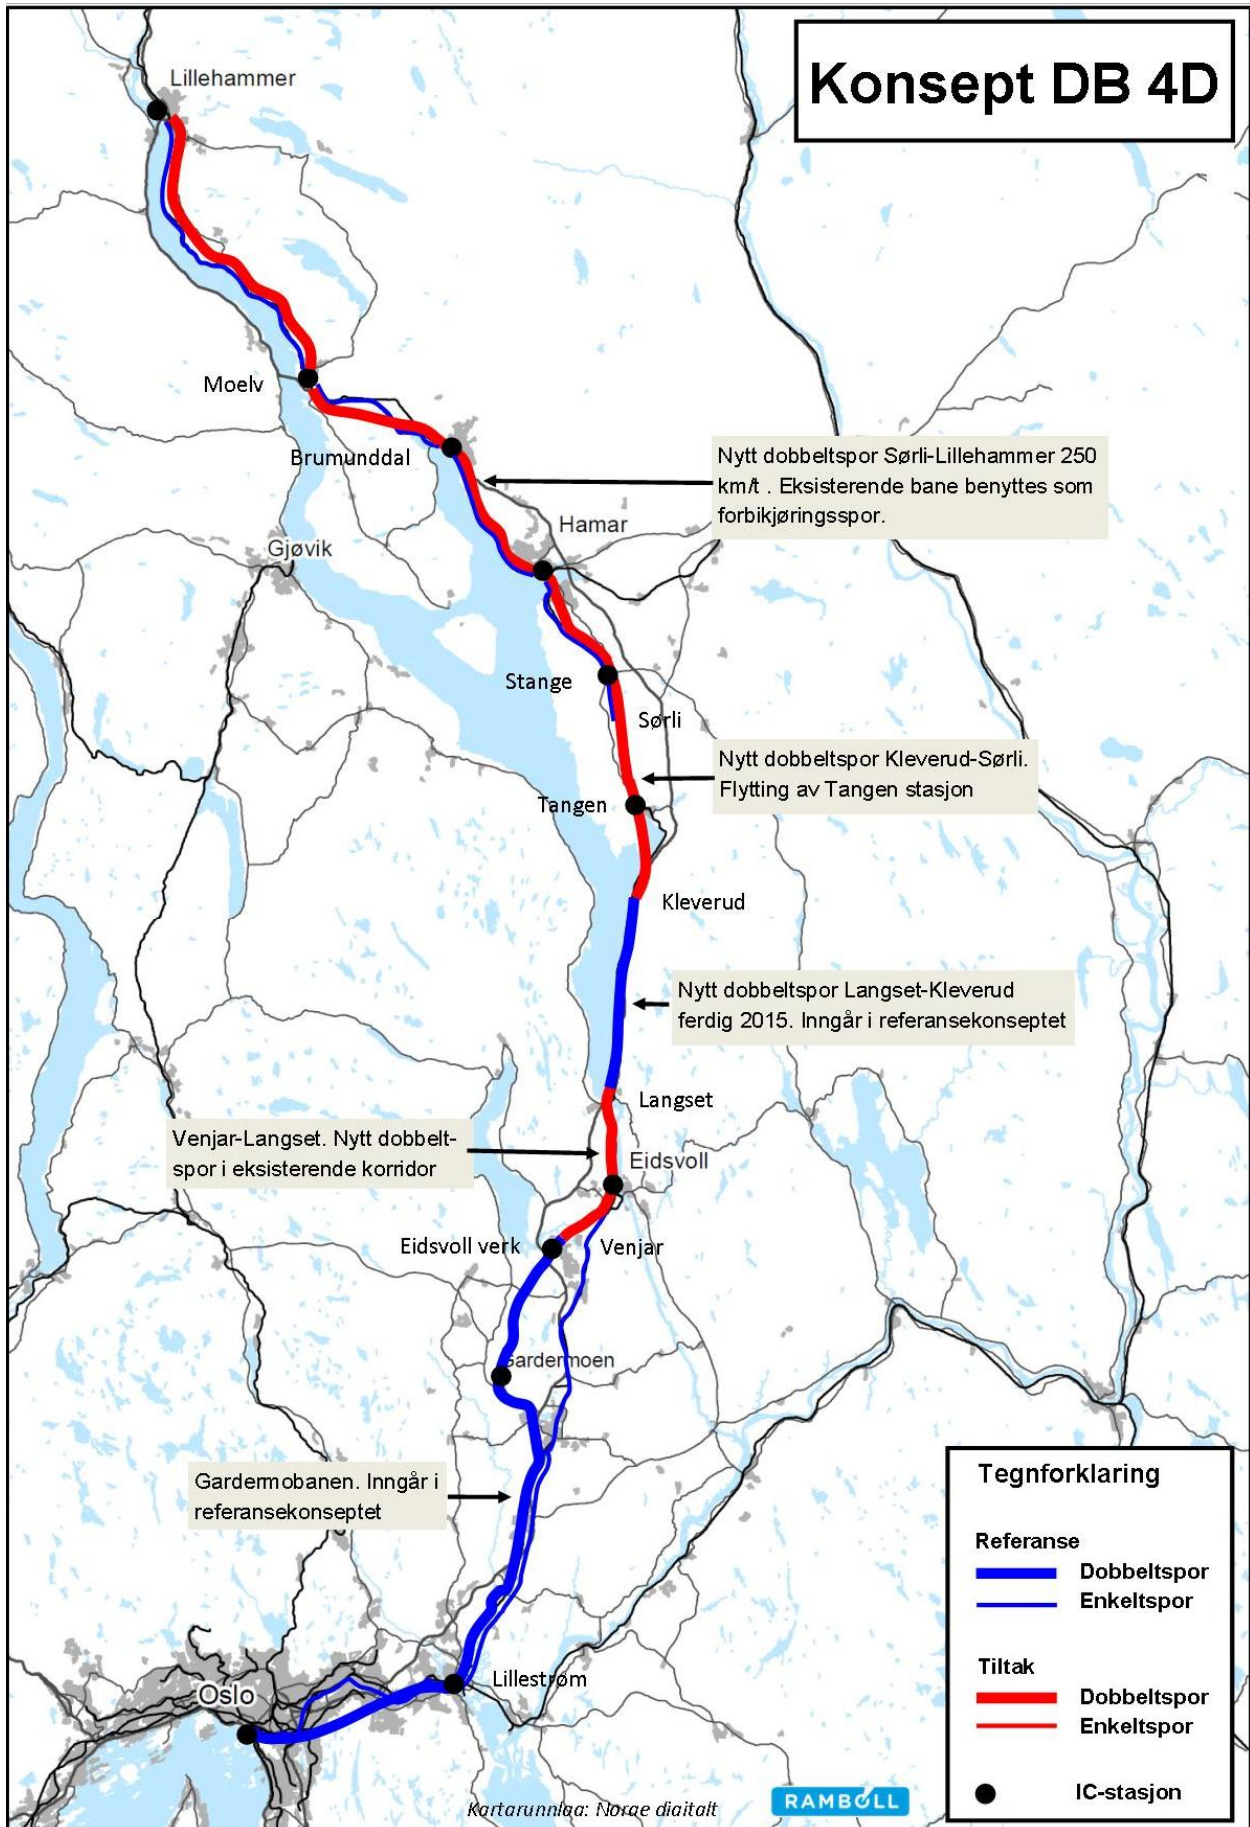 Konsept DB 4D
Lillehammer
Moelv
Brumunddal
Nytt dobbeltspor Sørli-Lillehammer 250
km/t . Eksisterende bane benyttes som
forbikjøringsspor.
Hamar
Gjøvik
Stange
Sørli
Nytt dobbeltspor Kleverud-Sørli.
Flytting av Tangen stasjon
Tangen
Kleverud
Nytt dobbeltspor Langset-Kleverud
ferdig 2015. Inngår i referansekonseptet
Langset
Venjar-Langset. Nytt dobbelt-
spor i eksisterende korridor
Eidsvoll
Eidsvoll verk
Venjar
Gardermoen
Gardermobanen. Inngår i
referansekonseptet
Lillestrøm
Oslo
Tegnforklaring
Referanse
Dobbeltspor
Enkeltspor
Tiltak
Dobbeltspor
Enkeltspor
IC-stasjon
Kartgrunnlag: Norge digitalt
RAMBOLL